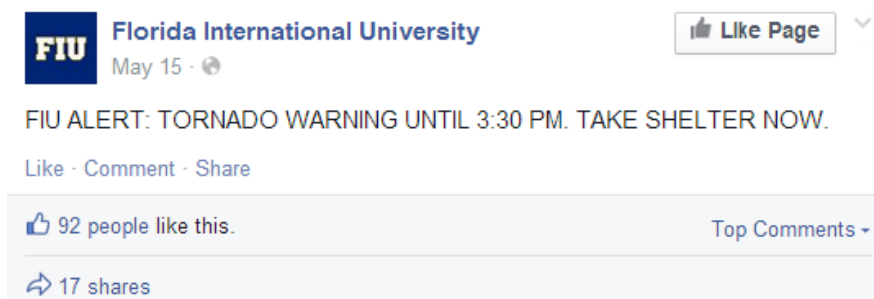 FIU
Florida International University
Like Page
May 15 ·
FIU ALERT: TORNADO WARNING UNTIL 3:30 PM. TAKE SHELTER NOW.
Like · Comment · Share
92 people like this.
Top Comments
17 shares